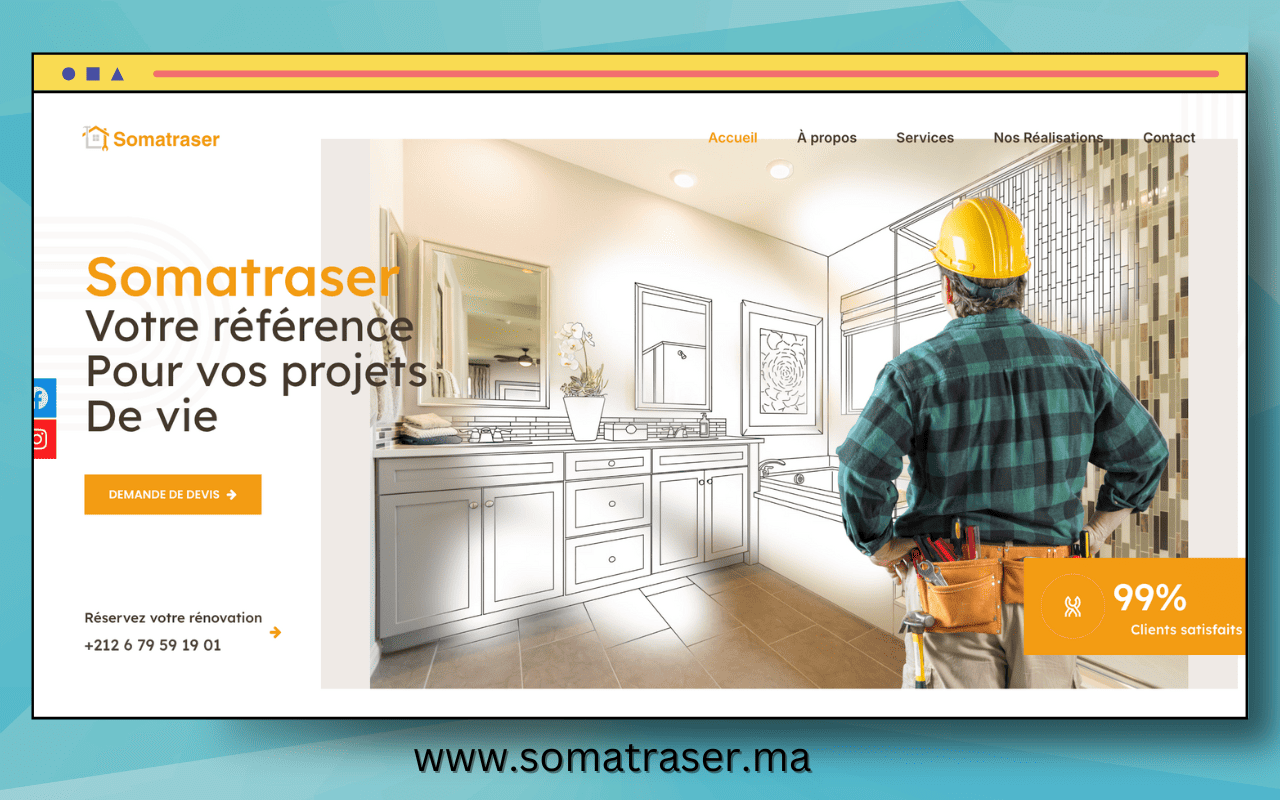 Somatraser
Accueil À propos Services Nos Réalisations Contact
Somatraser
Votre référence
Pour vos projets
De vie
DEMANDE DE DEVIS
Réservez votre rénovation
+212 6 79 59 19 01
99%
Clients satisfaits
www.somatraser.ma